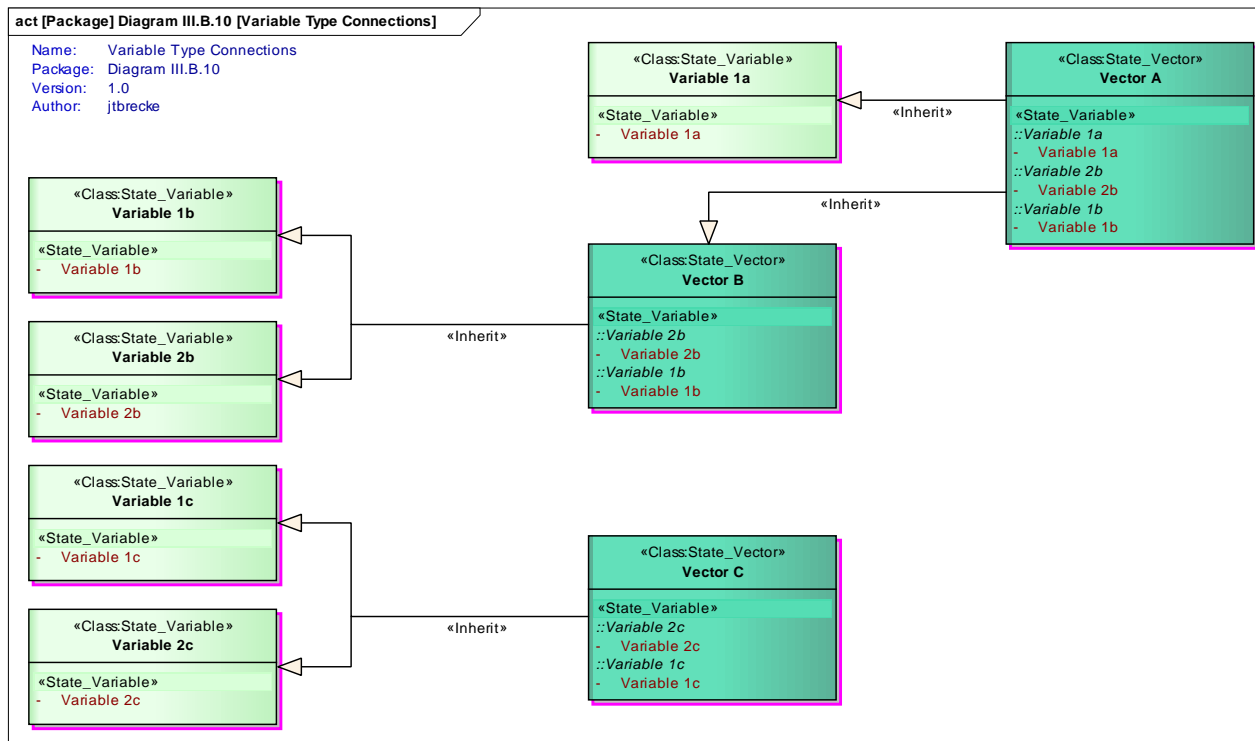 act [Package] Diagram III.B.10 [Variable Type Connections]
Name: Variable Type Connections
Package: Diagram III.B.10
Version: 1.0
Author: jtbrecke
«Class:State_Variable»
Variable 1a
«State_Variable»
- Variable 1a
«Inherit»
«Class:State_Vector»
Vector A
«State_Variable»
::Variable 1a
- Variable 1a
::Variable 2b
- Variable 2b
::Variable 1b
- Variable 1b
«Inherit»
«Class:State_Variable»
Variable 1b
«State_Variable»
- Variable 1b
«Class:State_Variable»
Variable 2b
«State_Variable»
- Variable 2b
«Inherit»
«Class:State_Vector»
Vector B
«State_Variable»
::Variable 2b
- Variable 2b
::Variable 1b
- Variable 1b
«Class:State_Variable»
Variable 1c
«State_Variable»
- Variable 1c
«Class:State_Variable»
Variable 2c
«State_Variable»
- Variable 2c
«Inherit»
«Class:State_Vector»
Vector C
«State_Variable»
::Variable 2c
- Variable 2c
::Variable 1c
- Variable 1c